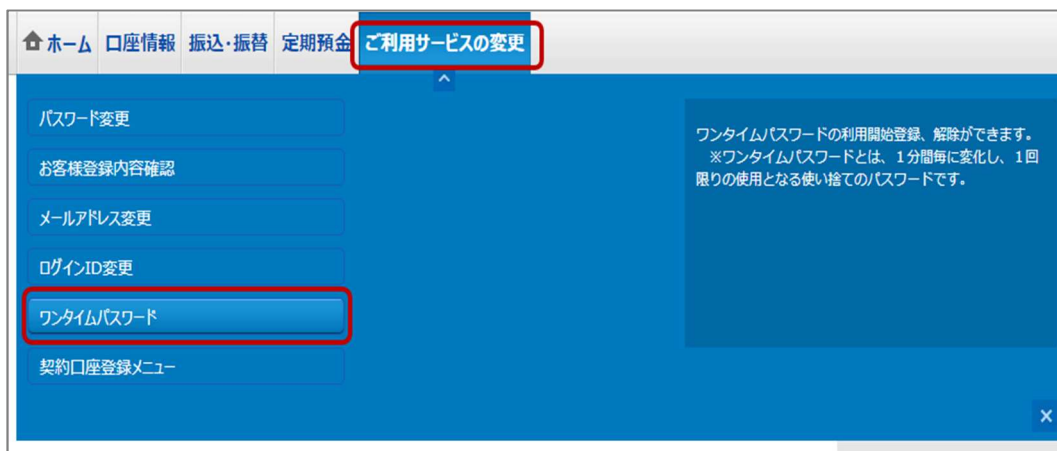 ホーム 口座情報 振込・振替 定期預金 ご利用サービスの変更
パスワード変更
お客様登録内容確認
メールアドレス変更
ログインID変更
ワンタイムパスワード
契約口座登録メニュー
ワンタイムパスワードの利用開始登録、解除ができます。
※ワンタイムパスワードとは、1分間毎に変化し、1回
限りの使用となる使い捨てのパスワードです。